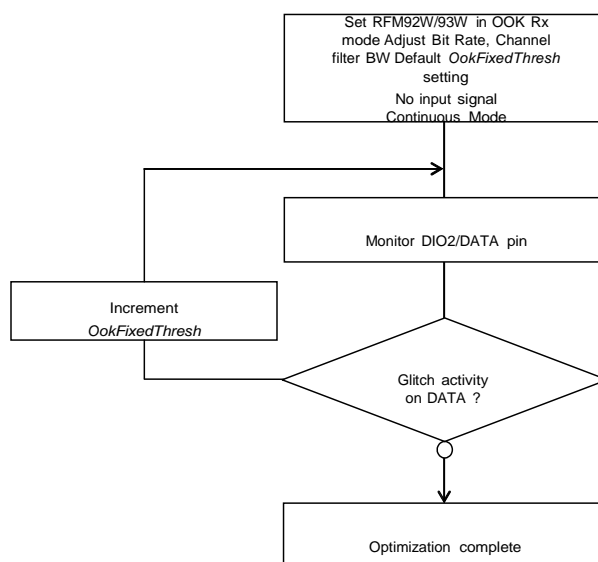 Set RFM92W/93W in OOK Rx
mode Adjust Bit Rate, Channel
filter BW Default OokFixedThresh
setting
No input signal
Continuous Mode
Monitor DIO2/DATA pin
Increment
OokFixedThresh
Glitch activity
on DATA ?
Optimization complete